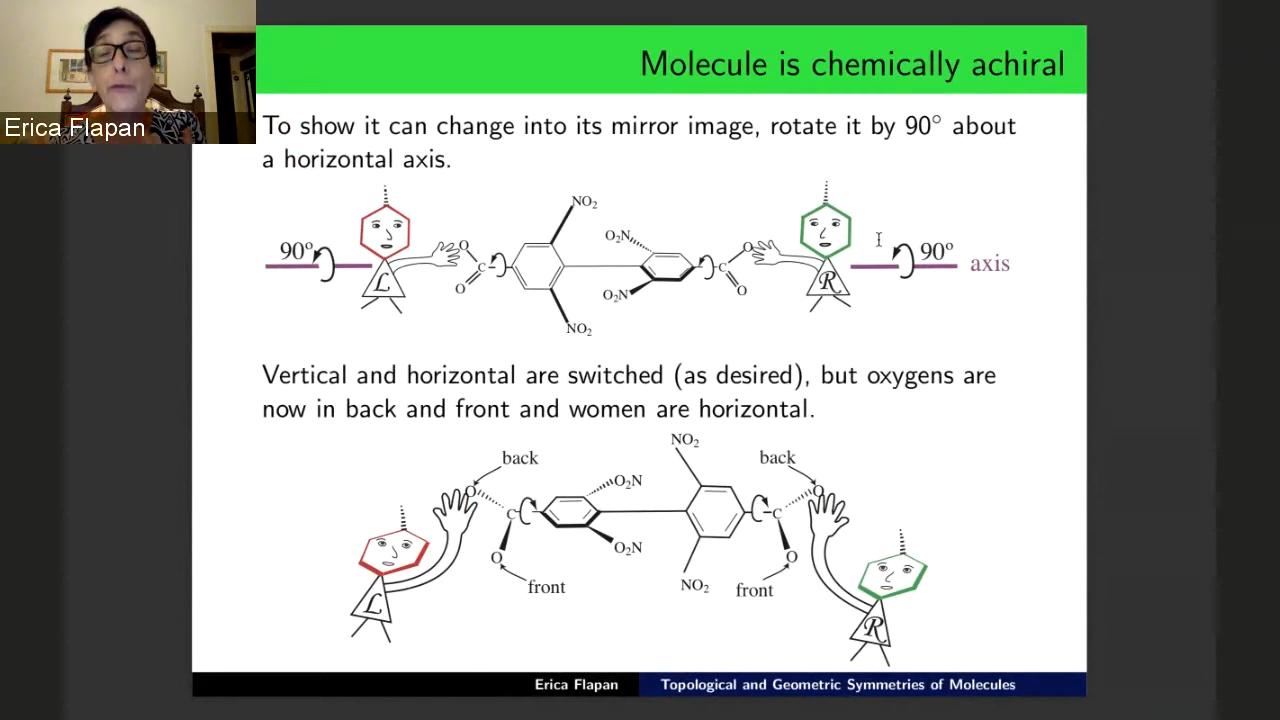 Erica Flapan
Molecule is chemically achiral
To show it can change into its mirror image, rotate it by 90° about
a horizontal axis.
90º
L
O
C
O
NO₂
NO₂
O₂N
O₂N
O
C
O
R
90º
axis
Vertical and horizontal are switched (as desired), but oxygens are
now in back and front and women are horizontal.
back
O
C
O
front
L
O₂N
O₂N
NO₂
NO₂
back
O
C
O
front
R
Erica Flapan
Topological and Geometric Symmetries of Molecules